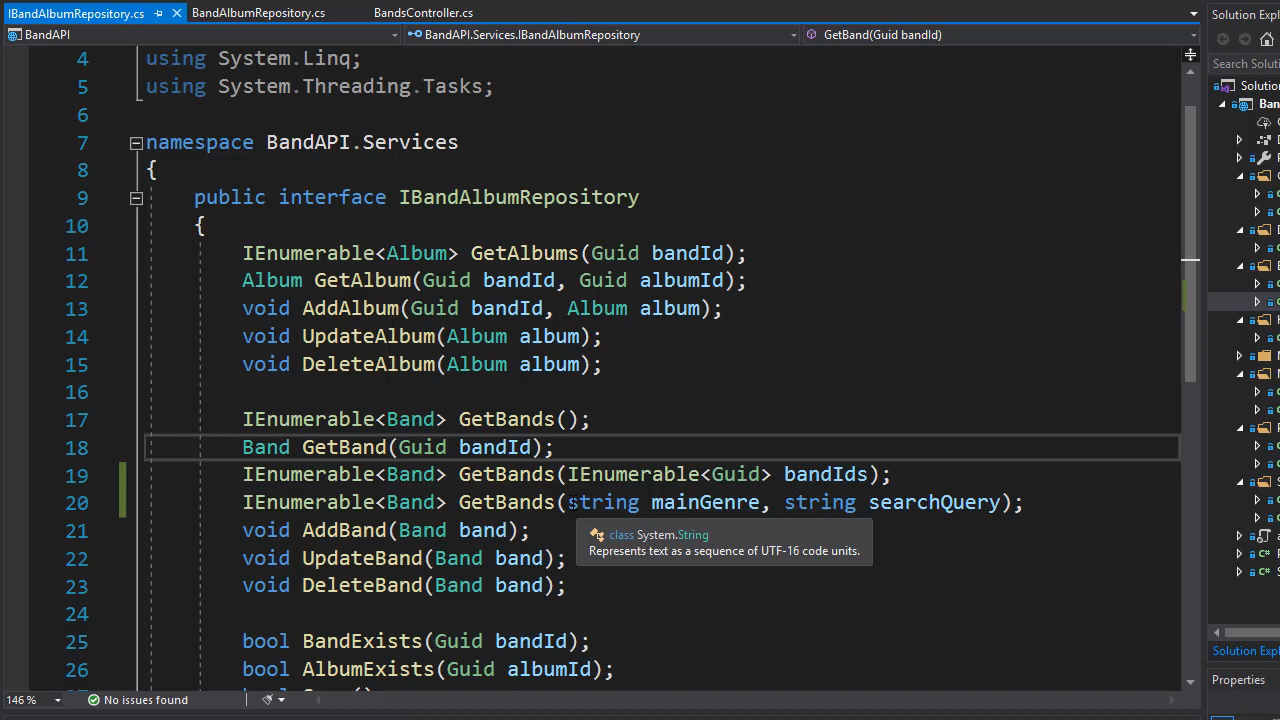 IBandAlbumRepository.cs BandAlbumRepository.cs BandsController.cs
Solution Explo
BandAPI BandAPI.Services.IBandAlbumRepository GetBand(Guid bandId)
Search Soluti
4 using System.Linq;
5 using System.Threading.Tasks;
6
7 namespace BandAPI.Services
8 {
9 public interface IBandAlbumRepository
10 {
11 IEnumerable<Album> GetAlbums(Guid bandId);
12 Album GetAlbum(Guid bandId, Guid albumId);
13 void AddAlbum(Guid bandId, Album album);
14 void UpdateAlbum(Album album);
15 void DeleteAlbum(Album album);
16
17 IEnumerable<Band> GetBands();
18 Band GetBand(Guid bandId);
19 IEnumerable<Band> GetBands(IEnumerable<Guid> bandIds);
20 IEnumerable<Band> GetBands(string mainGenre, string searchQuery);
21 void AddBand(Band band);
22 void UpdateBand(Band band);
23 void DeleteBand(Band band);
24
25 bool BandExists(Guid bandId);
26 bool AlbumExists(Guid albumId);
class System.String
Represents text as a sequence of UTF-16 code units.
Solutio
Ban
Solution Expl
Properties
146 % No issues found